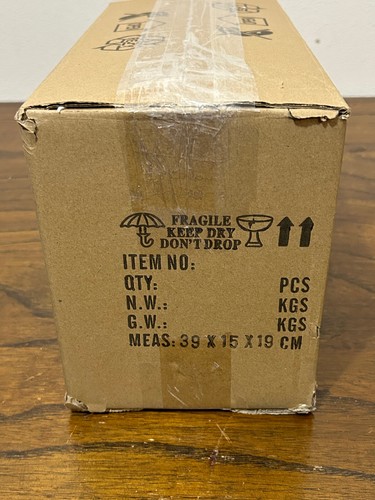 FRAGILE
KEEP DRY
DON'T DROP
ITEM NO:
QTY: PCS
N.W.: KGS
G.W.: KGS
MEAS: 39 X 15 X 19 CM